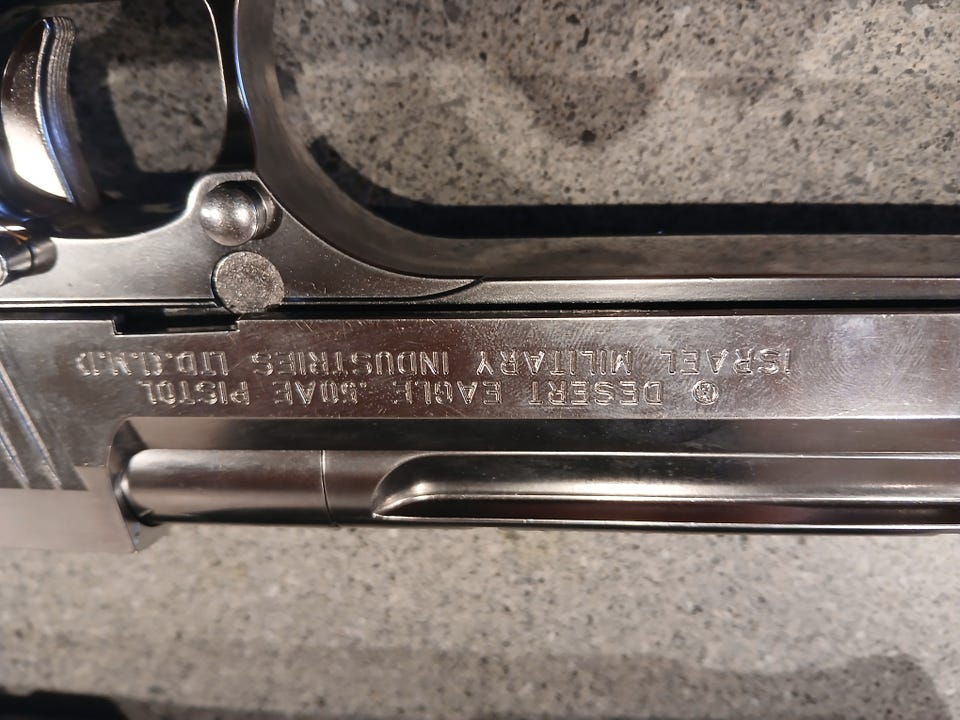 ® DESERT EAGLE .50AE PISTOL
ISRAEL MILITARY INDUSTRIES LTD.(I.M.I)